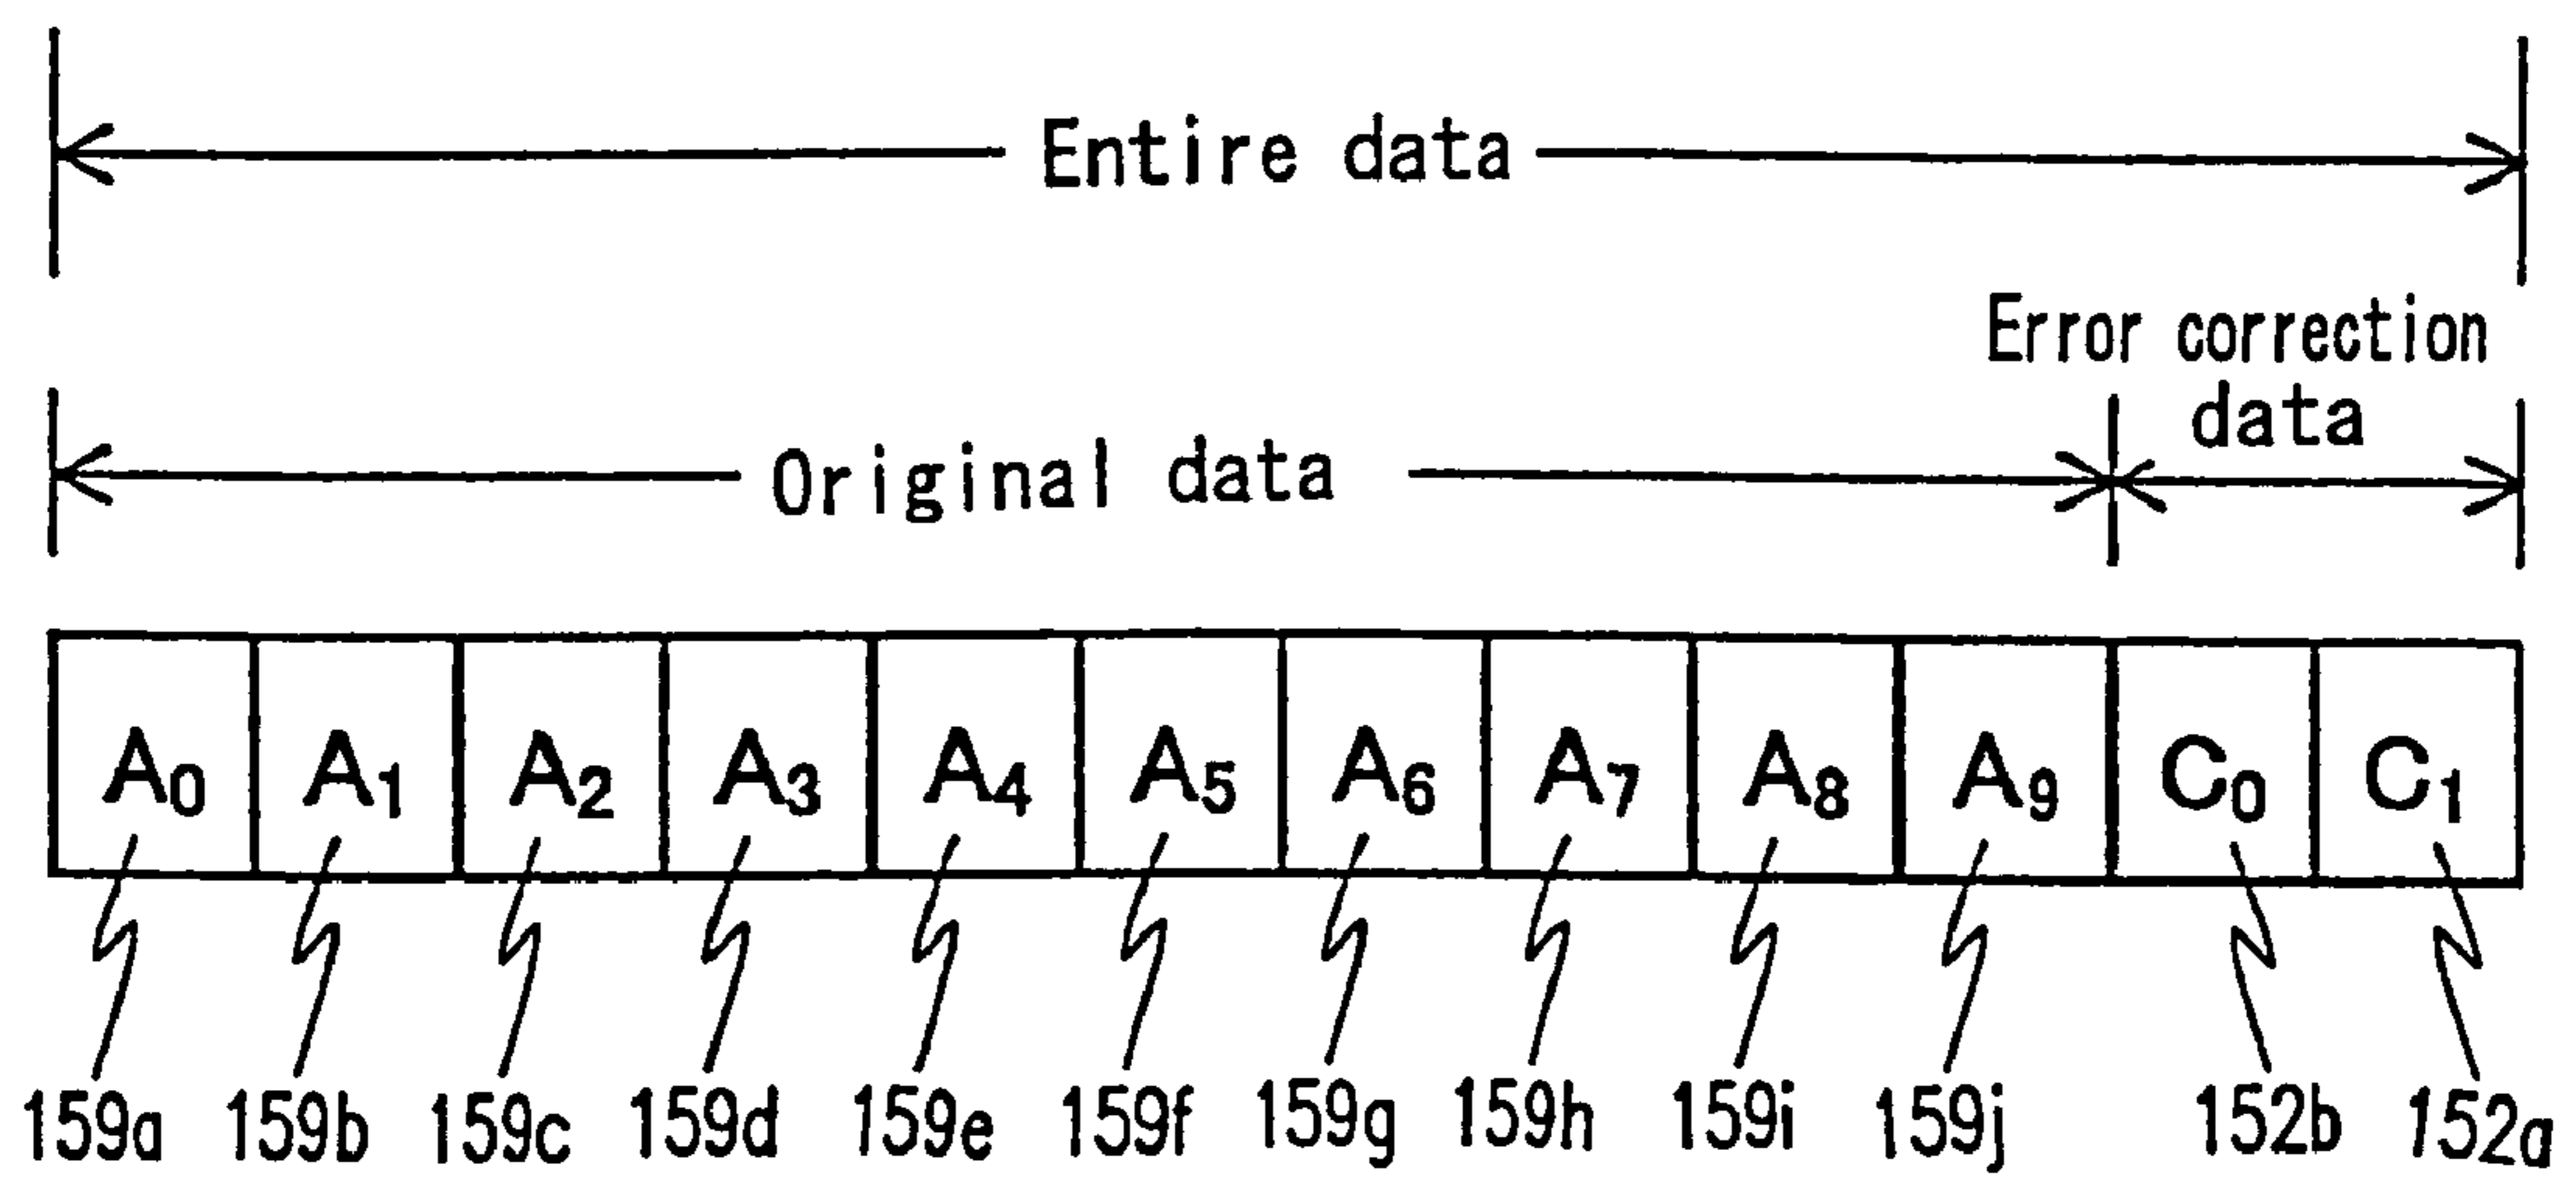 Entire data
Error correction
data
Original data
A0 A1 A2 A3 A4 A5 A6 A7 A8 A9 C0 C1
159a 159b 159c 159d 159e 159f 159g 159h 159i 159j 152b 152a